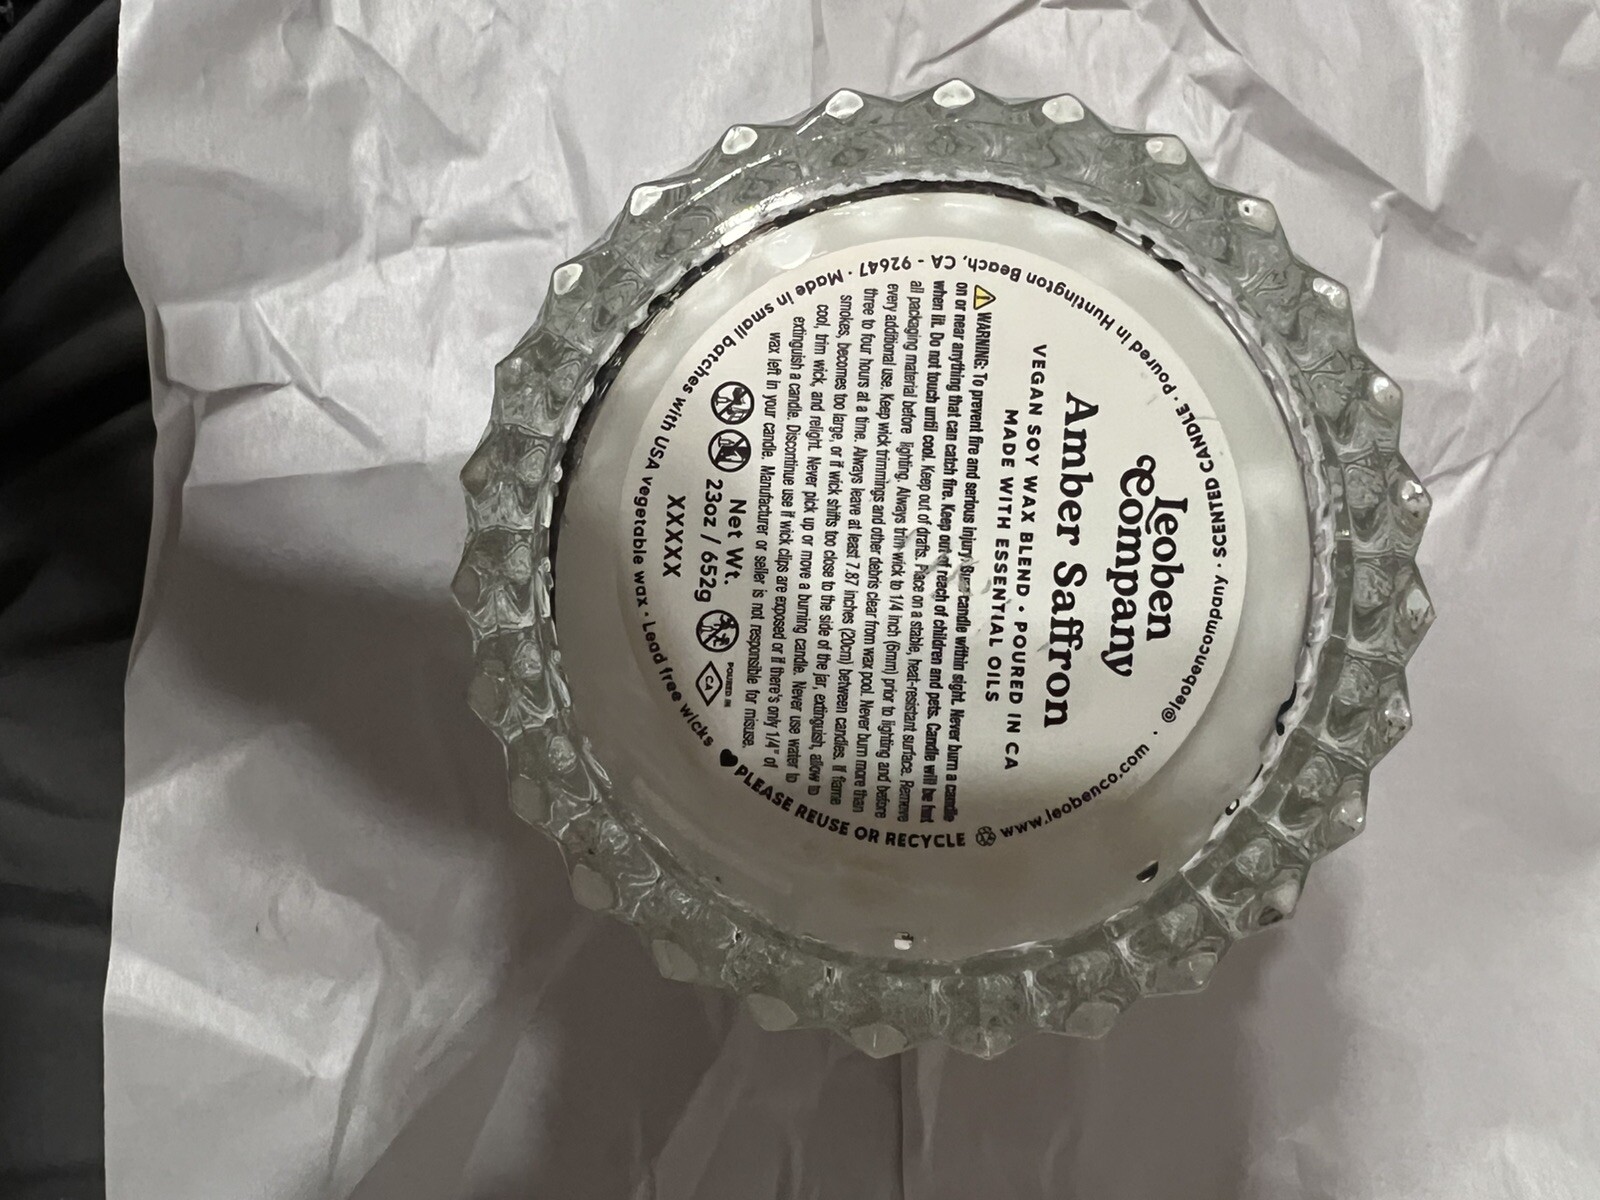 Leoben
Company
Amber Saffron
VEGAN SOY WAX BLEND • POURED IN CA
MADE WITH ESSENTIAL OILS
WARNING: To prevent fire and serious injury: Burn candle within sight. Never burn a candle
on or near anything that can catch fire. Keep out of reach of children and pets. Candle will be hot
when lit. Do not touch until cool. Keep out of drafts. Place on a stable, heat-resistant surface. Remove
all packaging material before lighting. Always trim wick to 1/4 inch (6mm) prior to lighting and before
every additional use. Keep wick trimmings and other debris clear from wax pool. Never burn more than
three to four hours at a time. Always leave at least 7.87 inches (20cm) between candles. If flame
smokes, becomes too large, or if wick shifts too close to the side of the jar, extinguish, allow to
cool, trim wick, and relight. Never pick up or move a burning candle. Never use water to
extinguish a candle. Discontinue use if wick clips are exposed or if there's only 1/4" of
wax left in your candle. Manufacturer or seller is not responsible for misuse.
Net Wt.
23oz / 652g
POURED IN
CA
XXXXX
Made in small batches with USA vegetable wax • Lead free wicks
PLEASE REUSE OR RECYCLE
www.leobenco.com • @leobencompany • SCENTED CANDLE • Poured in Huntington Beach, CA - 92647 •